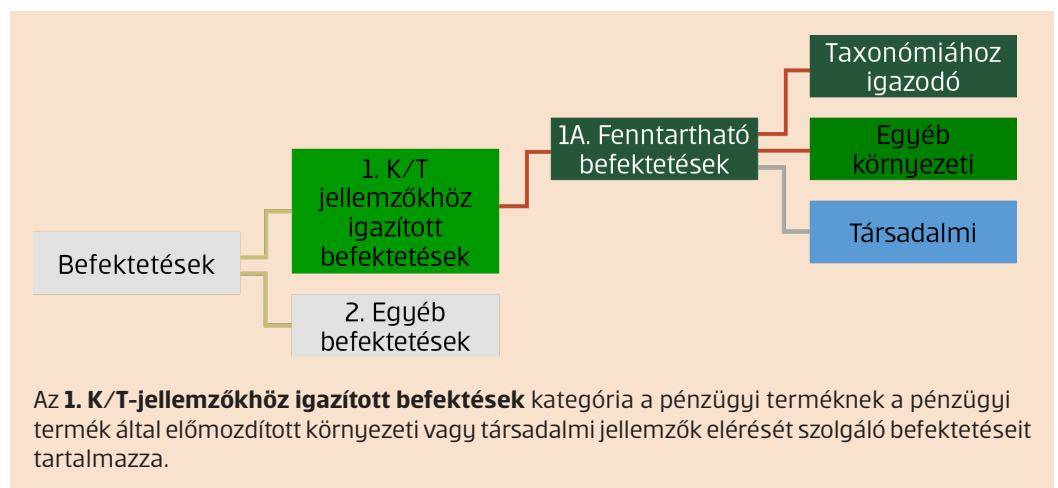 Taxonómiához
igazodó
1A. Fenntartható
befektetések
Egyéb
környezeti
1. K/T
jellemzőkhöz
igazított
befektetések
Társadalmi
Befektetések
2. Egyéb
befektetések
Az 1. K/T-jellemzőkhöz igazított befektések kategória a pénzügyi terméknek a pénzügyi
termék által előmozdított környezeti vagy társadalmi jellemzők elérését szolgáló befektetéseit
tartalmazza.